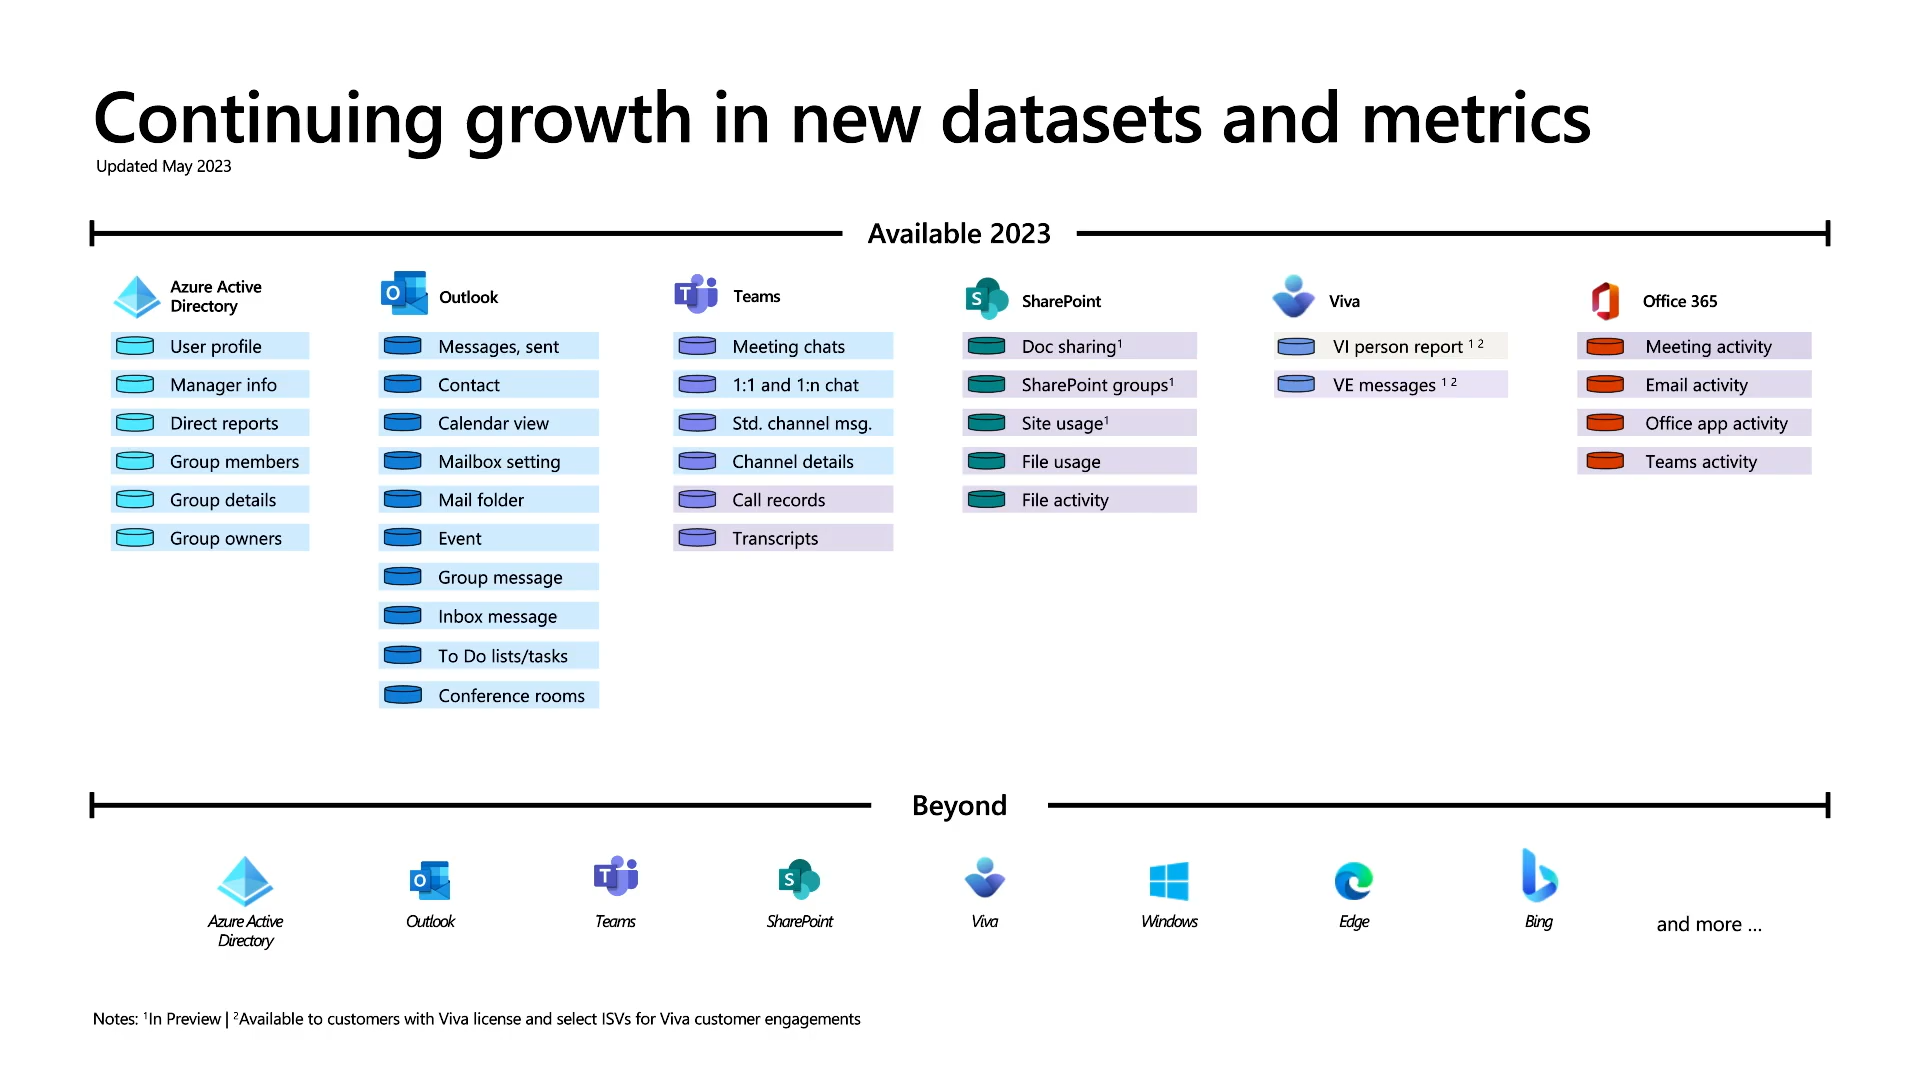 Continuing growth in new datasets and metrics
Updated May 2023
Available 2023
Azure Active
Directory
User profile
Manager info
Direct reports
Group members
Group details
Group owners
Outlook
Messages, sent
Contact
Calendar view
Mailbox setting
Mail folder
Event
Group message
Inbox message
To Do lists/tasks
Conference rooms
Teams
Meeting chats
1:1 and 1:n chat
Std. channel msg.
Channel details
Call records
Transcripts
SharePoint
Doc sharing¹
SharePoint groups¹
Site usage¹
File usage
File activity
Viva
VI person report ¹ ²
VE messages ¹ ²
Office 365
Meeting activity
Email activity
Office app activity
Teams activity
Beyond
Azure Active
Directory
Outlook
Teams
SharePoint
Viva
Windows
Edge
Bing
and more ...
Notes: ¹In Preview | ²Available to customers with Viva license and select ISVs for Viva customer engagements